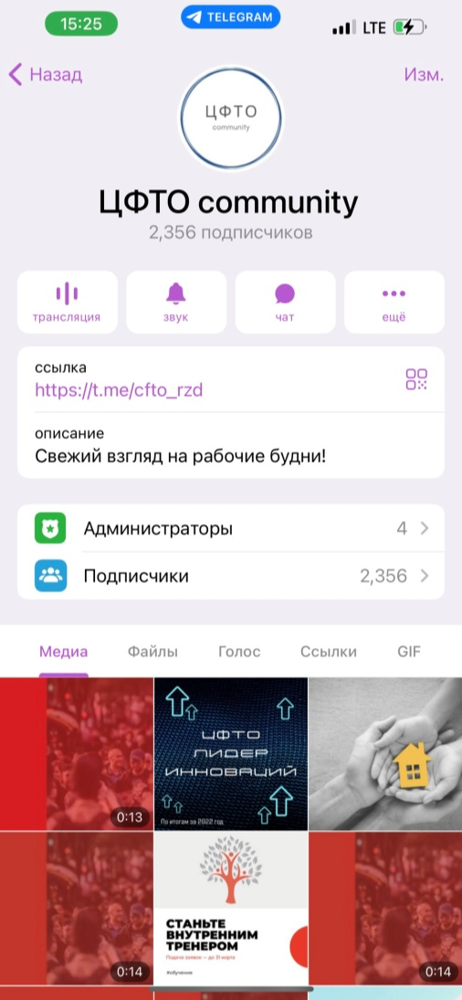 15:25
TELEGRAM
LTE
Назад
Изм.
ЦФТО
community
ЦФТО community
2,356 подписчиков
трансляция
звук
чат
ещё
ссылка
https://t.me/cfto_rzd
описание
Свежий взгляд на рабочие будни!
Администраторы
4
Подписчики
2,356
Медиа
Файлы
Голос
Ссылки
GIF
0:13
ЦФТО
ЛИДЕР
ИННОВАЦИЙ
По итогам за 2022 год
0:14
СТАНЬТЕ
ВНУТРЕННИМ
ТРЕНЕРОМ
Подача заявок — до 31 марта
#обучение
0:14